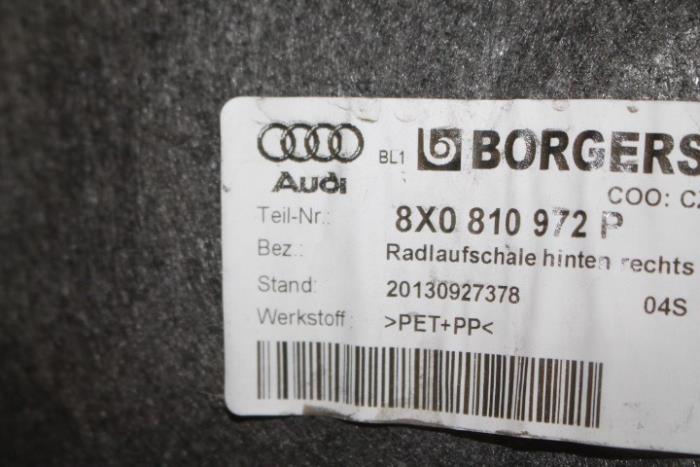 Audi BL1 BORGERS
COO: CZ
Teil-Nr.: 8X0 810 972 P
Bez.: Radlaufschale hinten rechts
Stand: 20130927378 04S
Werkstoff: >PET+PP<